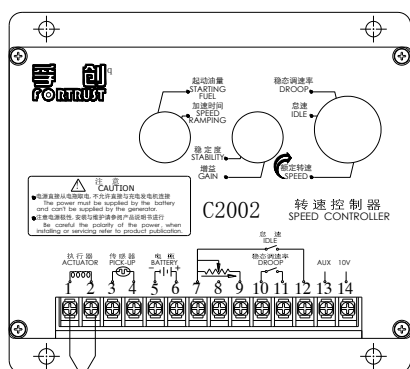 孚创
FORTRUST
q
起动油量
STARTING
FUEL
加速时间
SPEED
RAMPING
稳定度
STABILITY
增益
GAIN
稳态调速率
DROOP
怠速
IDLE
额定转速
SPEED
注 意
CAUTION
●电源直接从电瓶取电,不允许直接与充电发电机连接
The power must be supplied by the battery
and can't be supplied by the generator.
●注意电源极性,安装与维护请参阅产品说明书进行
Be careful the polarity of the power, when
installing or servicing refer to product publication.
C2002
转速控制器
SPEED CONTROLLER
执行器
ACTUATOR
传感器
PICK-UP
电瓶
BATTERY
- +
怠速
IDLE
稳态调速率
DROOP
AUX 10V
1 2 3 4 5 6 7 8 9 10 11 12 13 14